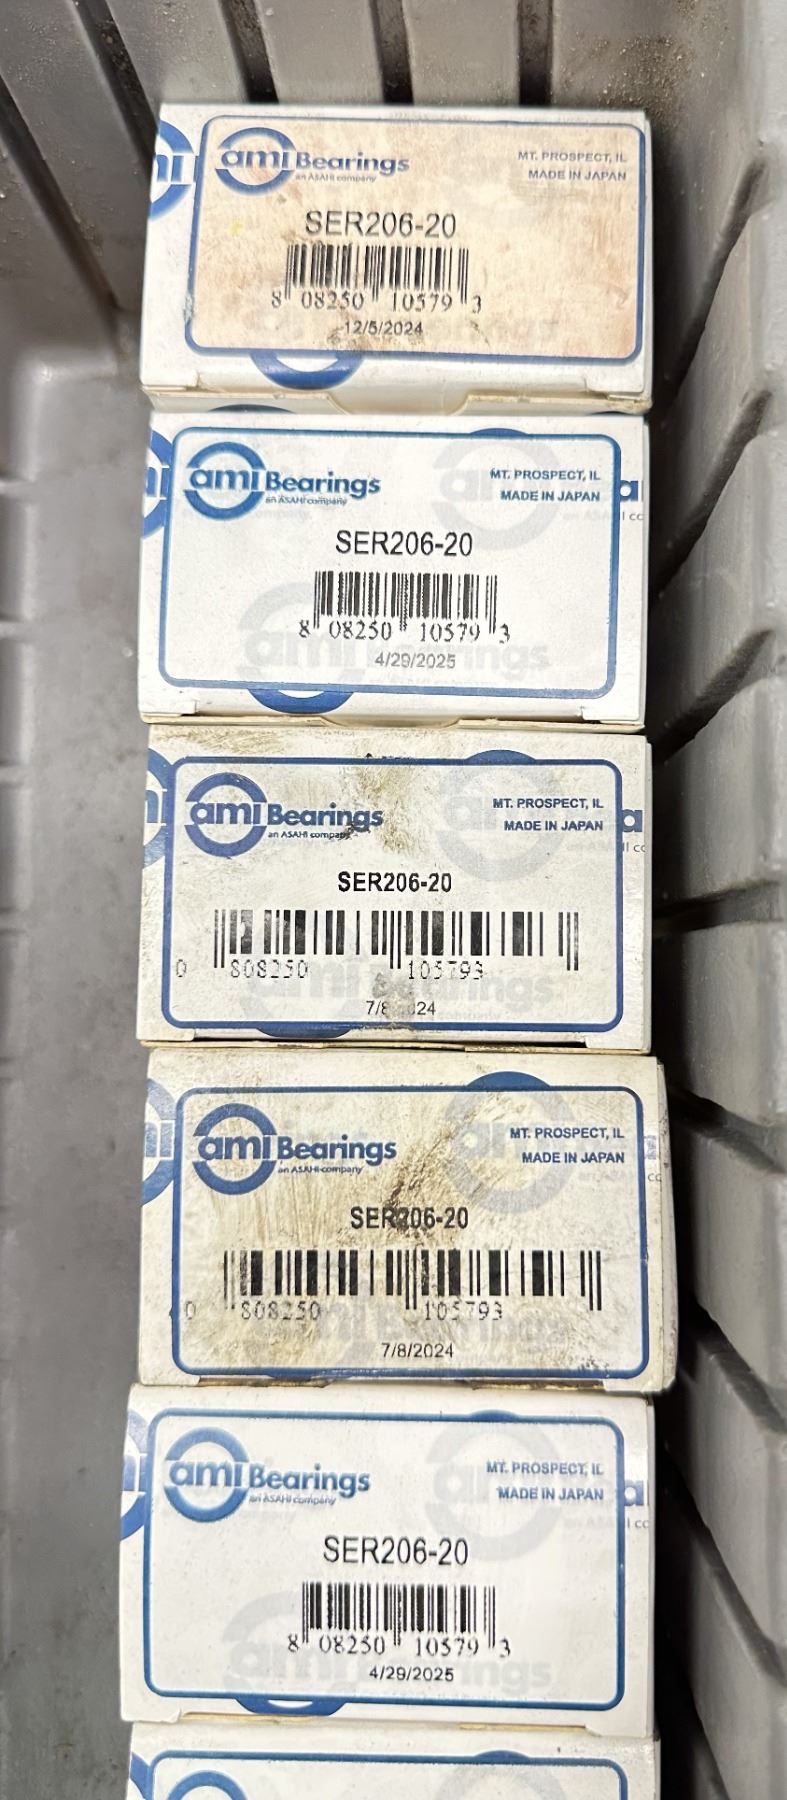 ami Bearings
an ASAHI company
MT. PROSPECT, IL
MADE IN JAPAN
SER206-20
8 08250 10579 3
12/5/2024
ami Bearings
an ASAHI company
MT. PROSPECT, IL
MADE IN JAPAN
SER206-20
8 08250 10579 3
4/29/2025
ami Bearings
an ASAHI company
MT. PROSPECT, IL
MADE IN JAPAN
SER206-20
0 808250 105793
ami Bearings
an ASAHI company
MT. PROSPECT, IL
MADE IN JAPAN
SER206-20
0 808250 105793
7/8/2024
ami Bearings
an ASAHI company
MT. PROSPECT, IL
MADE IN JAPAN
SER206-20
8 08250 10579 3
4/29/2025